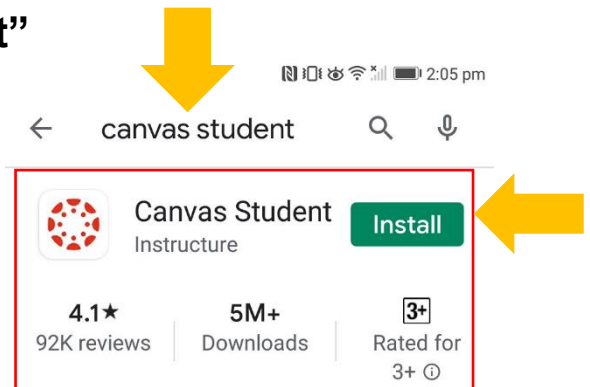 t”
2:05 pm
canvas student
Canvas Student
Install
Instructure
4.1★
5M+
3+
92K reviews
Downloads
Rated for
3+